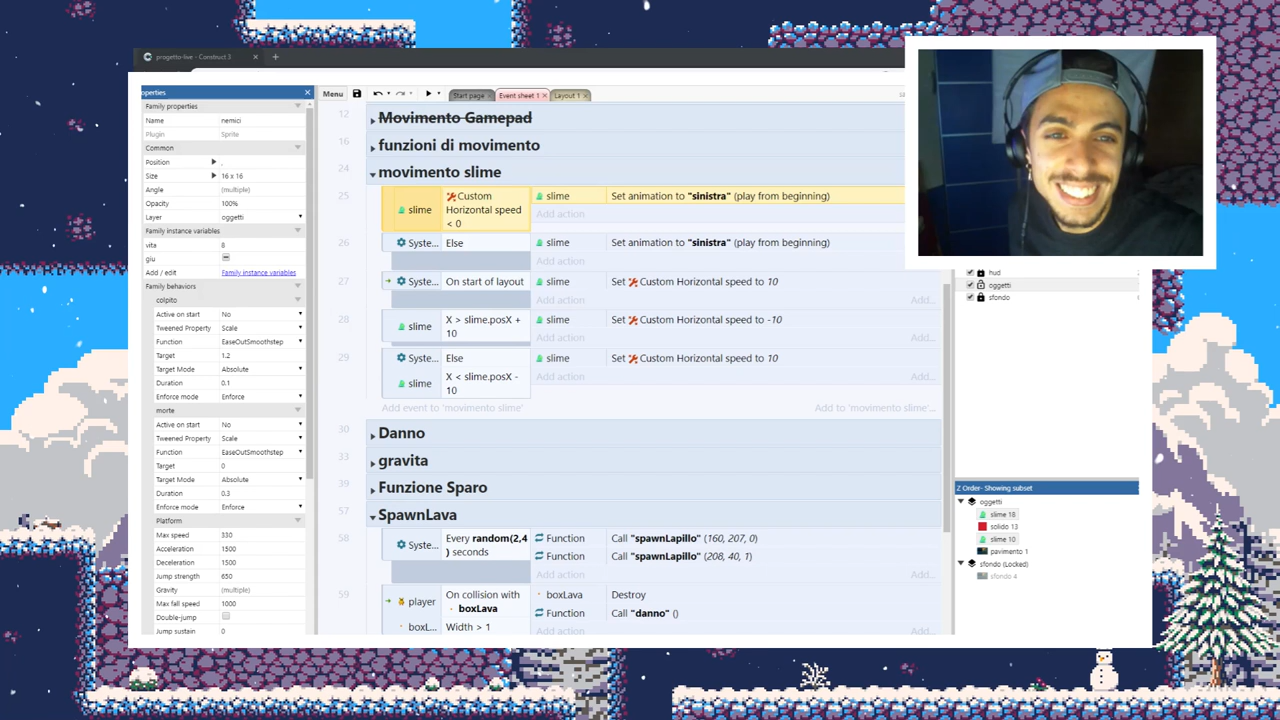 progetto-live - Construct 3
operties
Menu
Start page
Event sheet 1
Layout 1
Family properties
Name nemici
Plugin Sprite
Common
Position ,
Size 16 x 16
Angle (multiple)
Opacity 100%
Layer oggetti
Family instance variables
vita 8
giu
Add / edit Family instance variables
Family behaviors
colpito
Active on start No
Tweened Property Scale
Function EaseOutSmoothstep
Target 1.2
Target Mode Absolute
Duration 0.1
Enforce mode Enforce
morte
Active on start No
Tweened Property Scale
Function EaseOutSmoothstep
Target 0
Target Mode Absolute
Duration 0.3
Enforce mode Enforce
Platform
Max speed 330
Acceleration 1500
Deceleration 1500
Jump strength 650
Gravity (multiple)
Max fall speed 1000
Double-jump
Jump sustain 0
12 Movimento Gamepad
16 funzioni di movimento
24 movimento slime
25 slime Custom Horizontal speed < 0 slime Set animation to "sinistra" (play from beginning)
Add action
26 Syste... Else slime Set animation to "sinistra" (play from beginning)
27 Syste... On start of layout slime Set Custom Horizontal speed to 10
Add action Add...
28 slime X > slime.posX + 10 slime Set Custom Horizontal speed to -10
Add action Add...
29 Syste... Else slime Set Custom Horizontal speed to 10
slime X < slime.posX - 10 Add action Add...
Add event to 'movimento slime' Add to 'movimento slime'...
30 Danno
33 gravita
39 Funzione Sparo
57 SpawnLava
58 Syste... Every random(2,4) seconds Function Call "spawnLapillo" (160, 207, 0)
Function Call "spawnLapillo" (208, 40, 1)
Add action Add...
59 player On collision with boxLava boxLava Destroy
Function Call "danno" ()
boxL... Width > 1 Add action Add...
hud
oggetti
sfondo
Z Order- Showing subset
oggetti
slime 18
solido 13
slime 10
pavimento 1
sfondo (Locked)
sfondo 4